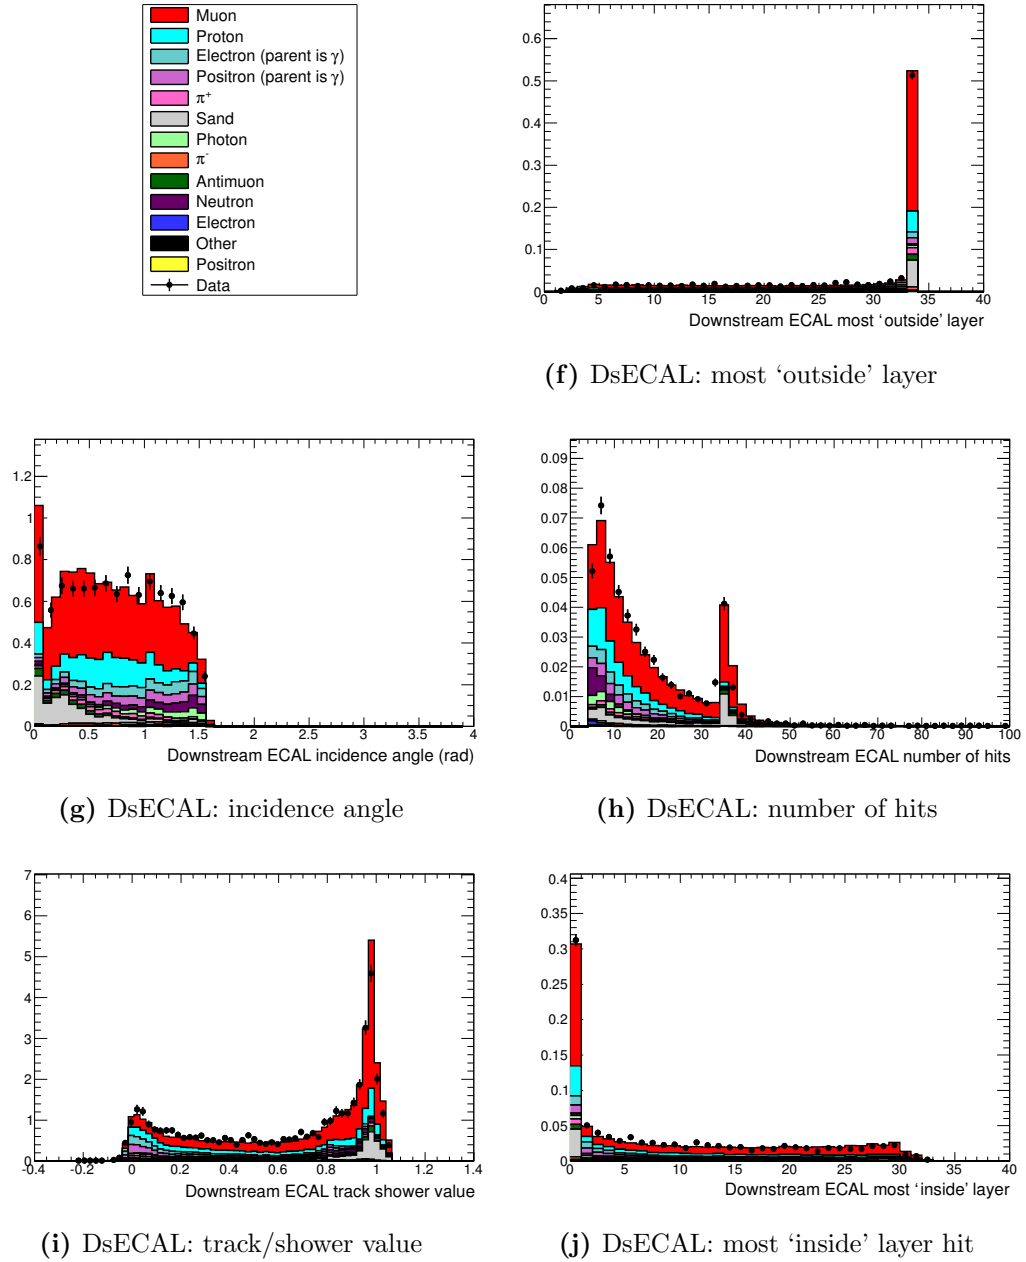 Muon
Proton
Electron (parent is γ)
Positron (parent is γ)
π⁺
Sand
Photon
π⁻
Antimuon
Neutron
Electron
Other
Positron
Data
0.6
0.5
0.4
0.3
0.2
0.1
0
0 5 10 15 20 25 30 35 40
Downstream ECAL most ‘outside’ layer
(f) DsECAL: most ‘outside’ layer
1.2
1
0.8
0.6
0.4
0.2
0
0 0.5 1 1.5 2 2.5 3 3.5 4
Downstream ECAL incidence angle (rad)
(g) DsECAL: incidence angle
0.09
0.08
0.07
0.06
0.05
0.04
0.03
0.02
0.01
0
0 10 20 30 40 50 60 70 80 90 100
Downstream ECAL number of hits
(h) DsECAL: number of hits
7
6
5
4
3
2
1
0
-0.4 -0.2 0 0.2 0.4 0.6 0.8 1 1.2 1.4
Downstream ECAL track shower value
(i) DsECAL: track/shower value
0.4
0.35
0.3
0.25
0.2
0.15
0.1
0.05
0
0 5 10 15 20 25 30 35 40
Downstream ECAL most ‘inside’ layer
(j) DsECAL: most ‘inside’ layer hit